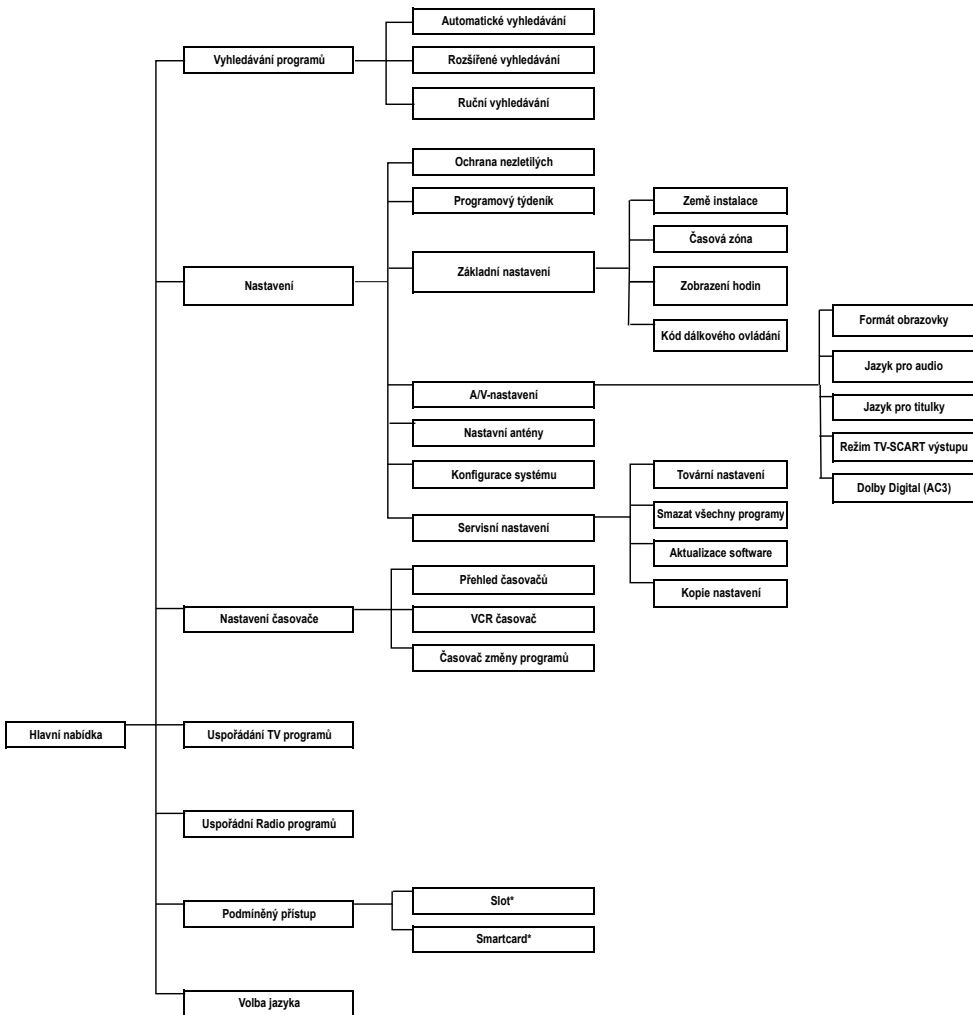 Hlavní nabídka
Vyhledávání programů
Automatické vyhledávání
Rozšířené vyhledávání
Ruční vyhledávání
Nastavení
Ochrana nezletilých
Programový týdeník
Základní nastavení
Země instalace
Časová zóna
Zobrazení hodin
Kód dálkového ovládání
A/V-nastavení
Formát obrazovky
Jazyk pro audio
Jazyk pro titulky
Režim TV-SCART výstupu
Dolby Digital (AC3)
Nastavní antény
Konfigurace systému
Servisní nastavení
Tovární nastavení
Smazat všechny programy
Aktualizace software
Kopie nastavení
Nastavení časovače
Přehled časovačů
VCR časovač
Časovač změny programů
Uspořádání TV programů
Uspořádní Radio programů
Podmíněný přístup
Slot*
Smartcard*
Volba jazyka